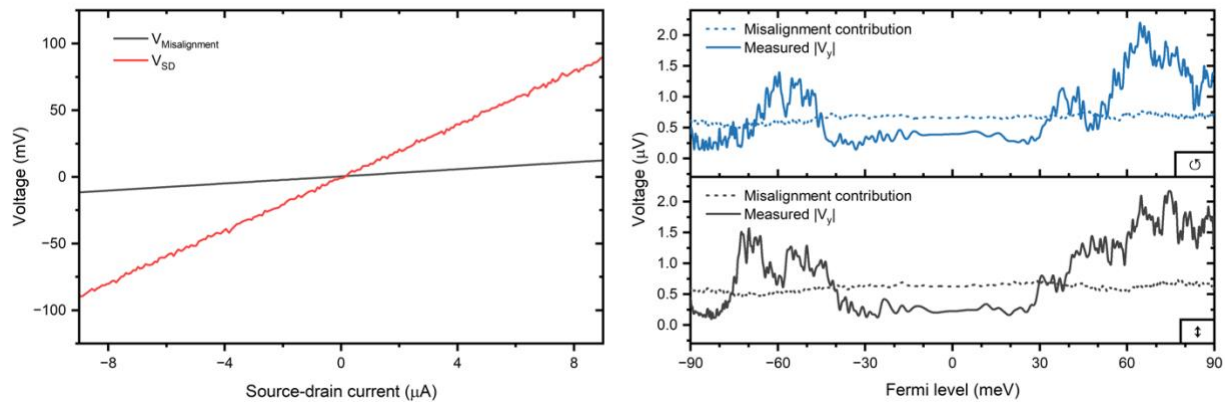 V_Misalignment
V_SD
100
50
0
−50
−100
Voltage (mV)
−8 −4 0 4 8
Source-drain current (μA)
Misalignment contribution
Measured |V_y|
2.0
1.5
1.0
0.5
0.0
↺
Voltage (μV)
Misalignment contribution
Measured |V_y|
2.0
1.5
1.0
0.5
0.0
↕
−90 −60 −30 0 30 60 90
Fermi level (meV)